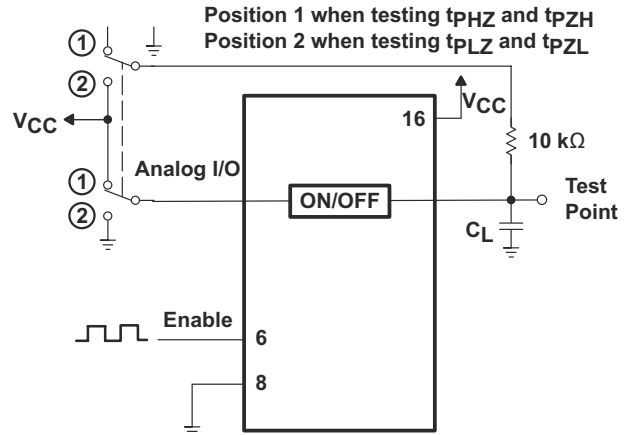 Position 1 when testing tPHZ and tPZH
Position 2 when testing tPLZ and tPZL
1
2
VCC
VCC
16
10 kΩ
1
Analog I/O
ON/OFF
Test
Point
2
CL
Enable
6
8